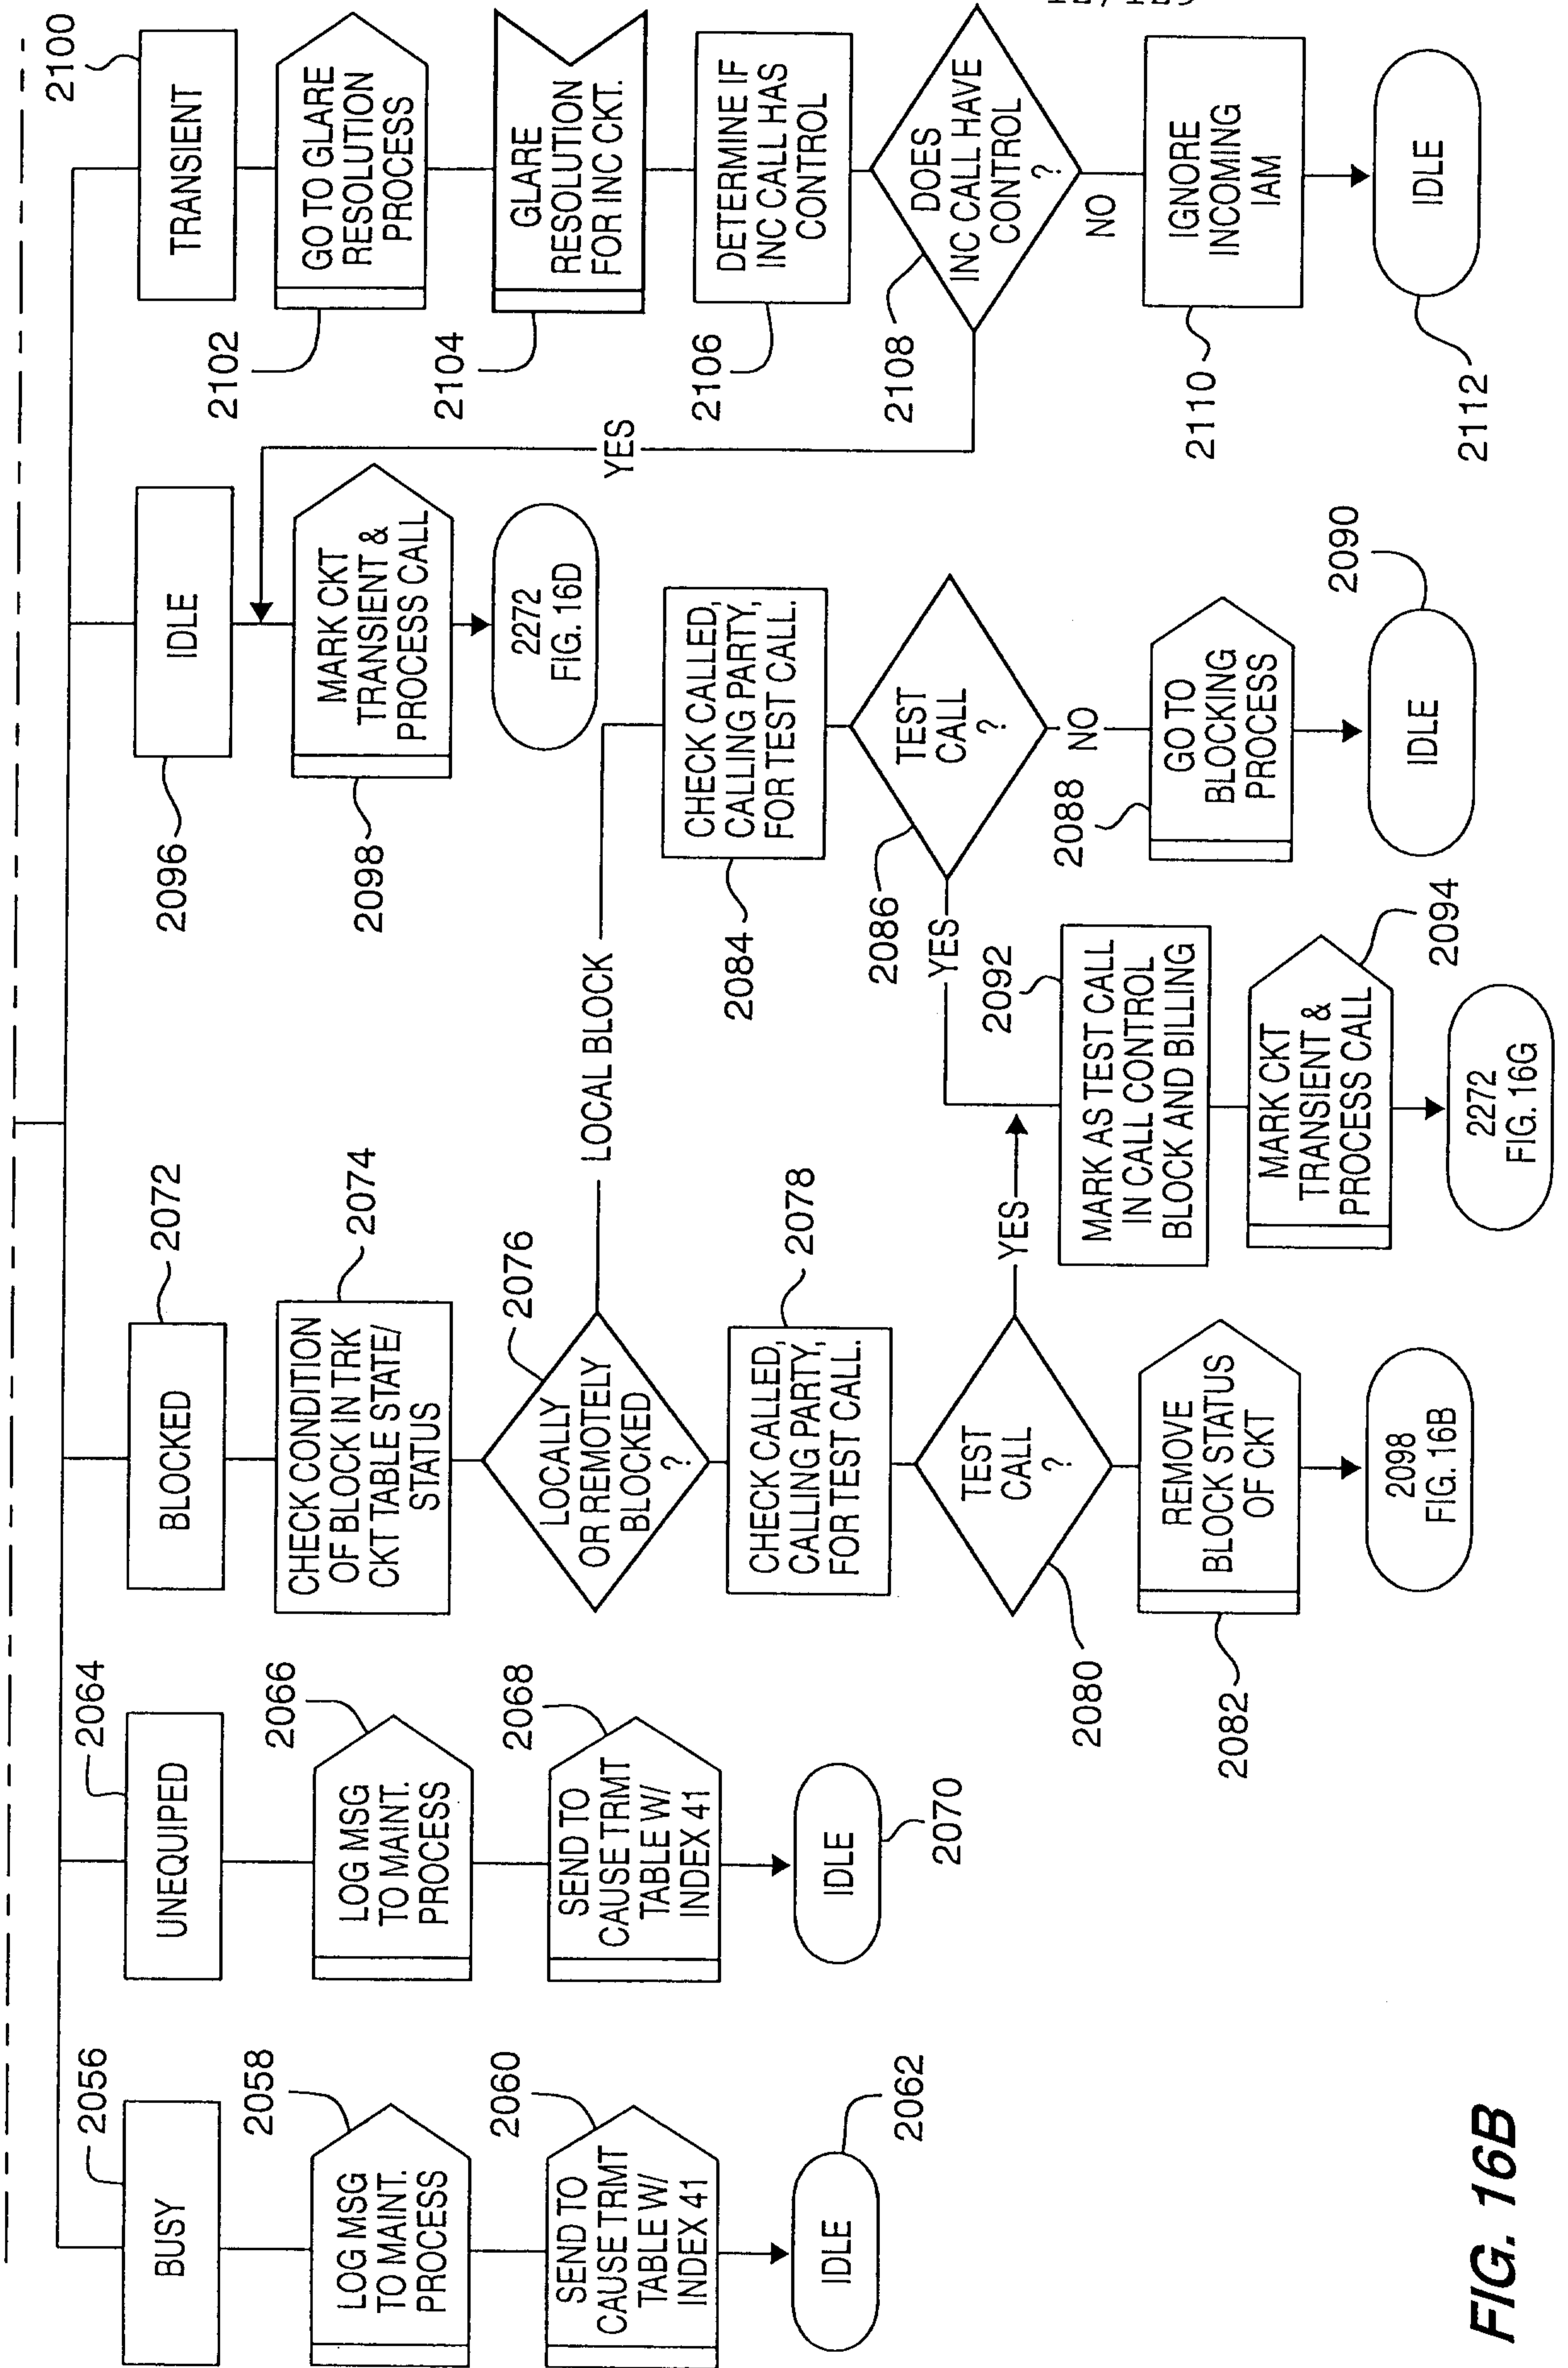 BUSY
2056
LOG MSG
TO MAINT.
PROCESS
2058
SEND TO
CAUSE TRMT
TABLE W/
INDEX 41
2060
IDLE
2062
UNEQUIPED
2064
LOG MSG
TO MAINT.
PROCESS
2066
SEND TO
CAUSE TRMT
TABLE W/
INDEX 41
2068
IDLE
2070
BLOCKED
2072
CHECK CONDITION
OF BLOCK IN TRK
CKT TABLE STATE/
STATUS
2074
LOCALLY
OR REMOTELY
BLOCKED
?
2076
LOCAL BLOCK
CHECK CALLED,
CALLING PARTY,
FOR TEST CALL.
2078
TEST
CALL
?
2080
YES
REMOVE
BLOCK STATUS
OF CKT
2082
2098
FIG. 16B
CHECK CALLED,
CALLING PARTY,
FOR TEST CALL.
2084
TEST
CALL
?
2086
YES
NO
GO TO
BLOCKING
PROCESS
2088
IDLE
2090
MARK AS TEST CALL
IN CALL CONTROL
BLOCK AND BILLING
2092
MARK CKT
TRANSIENT &
PROCESS CALL
2094
2272
FIG. 16G
IDLE
2096
MARK CKT
TRANSIENT &
PROCESS CALL
2098
2272
FIG. 16D
TRANSIENT
2100
GO TO GLARE
RESOLUTION
PROCESS
2102
GLARE
RESOLUTION
FOR INC CKT.
2104
DETERMINE IF
INC CALL HAS
CONTROL
2106
DOES
INC CALL HAVE
CONTROL
?
2108
YES
NO
IGNORE
INCOMING
IAM
2110
IDLE
2112
FIG. 16B